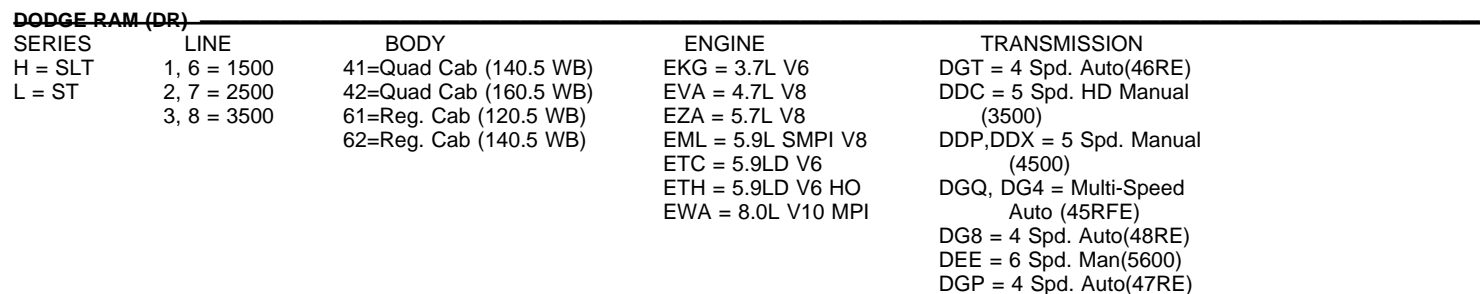 DODGE RAM (DR)
SERIES LINE BODY ENGINE TRANSMISSION
H = SLT 1, 6 = 1500 41=Quad Cab (140.5 WB) EKG = 3.7L V6 DGT = 4 Spd. Auto(46RE)
L = ST 2, 7 = 2500 42=Quad Cab (160.5 WB) EVA = 4.7L V8 DDC = 5 Spd. HD Manual
3, 8 = 3500 61=Reg. Cab (120.5 WB) EZA = 5.7L V8 (3500)
62=Reg. Cab (140.5 WB) EML = 5.9L SMPI V8 DDP,DDX = 5 Spd. Manual
ETC = 5.9LD V6 (4500)
ETH = 5.9LD V6 HO DGQ, DG4 = Multi-Speed
EWA = 8.0L V10 MPI Auto (45RFE)
DG8 = 4 Spd. Auto(48RE)
DEE = 6 Spd. Man(5600)
DGP = 4 Spd. Auto(47RE)